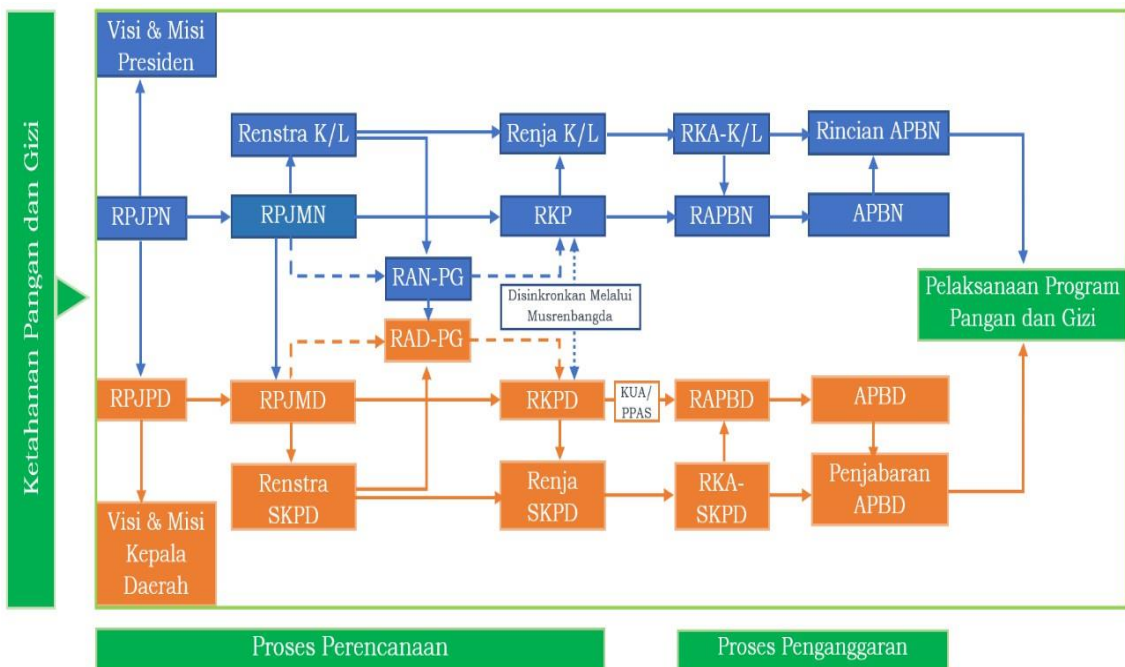 Ketahanan Pangan dan Gizi
Visi & Misi
Presiden
Renstra K/L
Renja K/L
RKA-K/L
Rincian APBN
RPJPN
RPJMN
RKP
RAPBN
APBN
RAN-PG
Disinkronkan Melalui
Musrenbangda
Pelaksanaan Program
Pangan dan Gizi
RAD-PG
RPJPD
RPJMD
RKPD
KUA/
PPAS
RAPBD
APBD
Renstra
SKPD
Renja
SKPD
RKA-
SKPD
Penjabaran
APBD
Visi & Misi
Kepala
Daerah
Proses Perencanaan
Proses Penganggaran